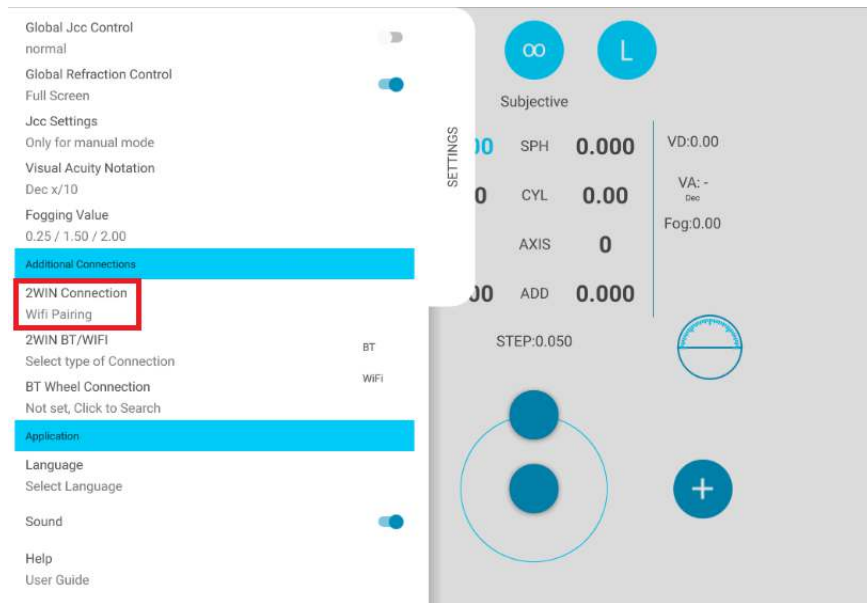 Global Jcc Control
normal
Global Refraction Control
Full Screen
Jcc Settings
Only for manual mode
Visual Acuity Notation
Dec x/10
Fogging Value
0.25 / 1.50 / 2.00
Additional Connections
2WIN Connection
Wifi Pairing
2WIN BT/WIFI
Select type of Connection
BT
WiFi
BT Wheel Connection
Not set, Click to Search
Application
Language
Select Language
Sound
Help
User Guide
SETTINGS
∞ L
Subjective
00 SPH 0.000
0 CYL 0.00
AXIS 0
00 ADD 0.000
VD:0.00
VA: -
Dec
Fog:0.00
STEP:0.050
+